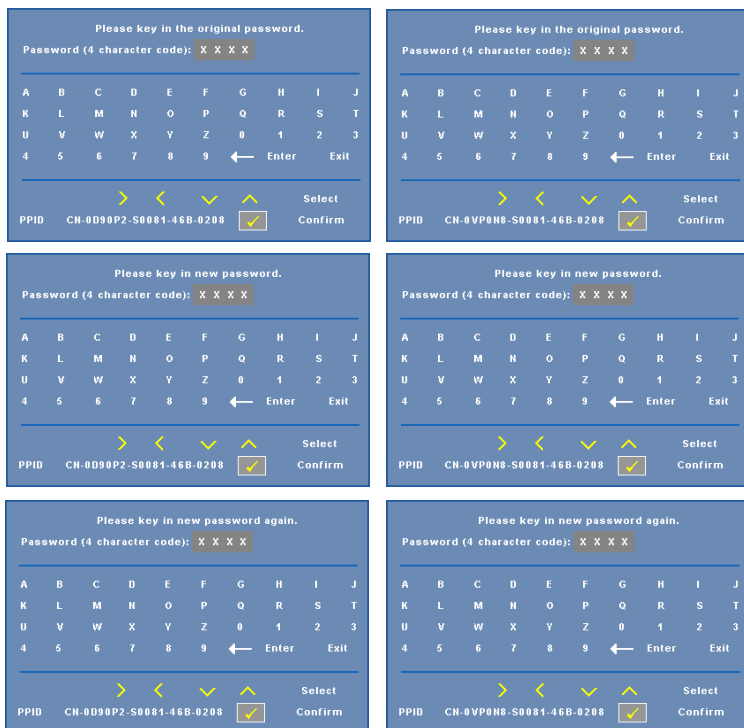 Please key in the original password.
Password (4 character code): X X X X
A B C D E F G H I J
K L M N O P Q R S T
U V W X Y Z 0 1 2 3
4 5 6 7 8 9 Enter Exit
Select
PPID CN-0D90P2-S0081-46B-0208 Confirm
Please key in the original password.
Password (4 character code): X X X X
A B C D E F G H I J
K L M N O P Q R S T
U V W X Y Z 0 1 2 3
4 5 6 7 8 9 Enter Exit
Select
PPID CN-0VP0N8-S0081-46B-0208 Confirm
Please key in new password.
Password (4 character code): X X X X
A B C D E F G H I J
K L M N O P Q R S T
U V W X Y Z 0 1 2 3
4 5 6 7 8 9 Enter Exit
Select
PPID CN-0D90P2-S0081-46B-0208 Confirm
Please key in new password.
Password (4 character code): X X X X
A B C D E F G H I J
K L M N O P Q R S T
U V W X Y Z 0 1 2 3
4 5 6 7 8 9 Enter Exit
Select
PPID CN-0VP0N8-S0081-46B-0208 Confirm
Please key in new password again.
Password (4 character code): X X X X
A B C D E F G H I J
K L M N O P Q R S T
U V W X Y Z 0 1 2 3
4 5 6 7 8 9 Enter Exit
Select
PPID CN-0D90P2-S0081-46B-0208 Confirm
Please key in new password again.
Password (4 character code): X X X X
A B C D E F G H I J
K L M N O P Q R S T
U V W X Y Z 0 1 2 3
4 5 6 7 8 9 Enter Exit
Select
PPID CN-0VP0N8-S0081-46B-0208 Confirm